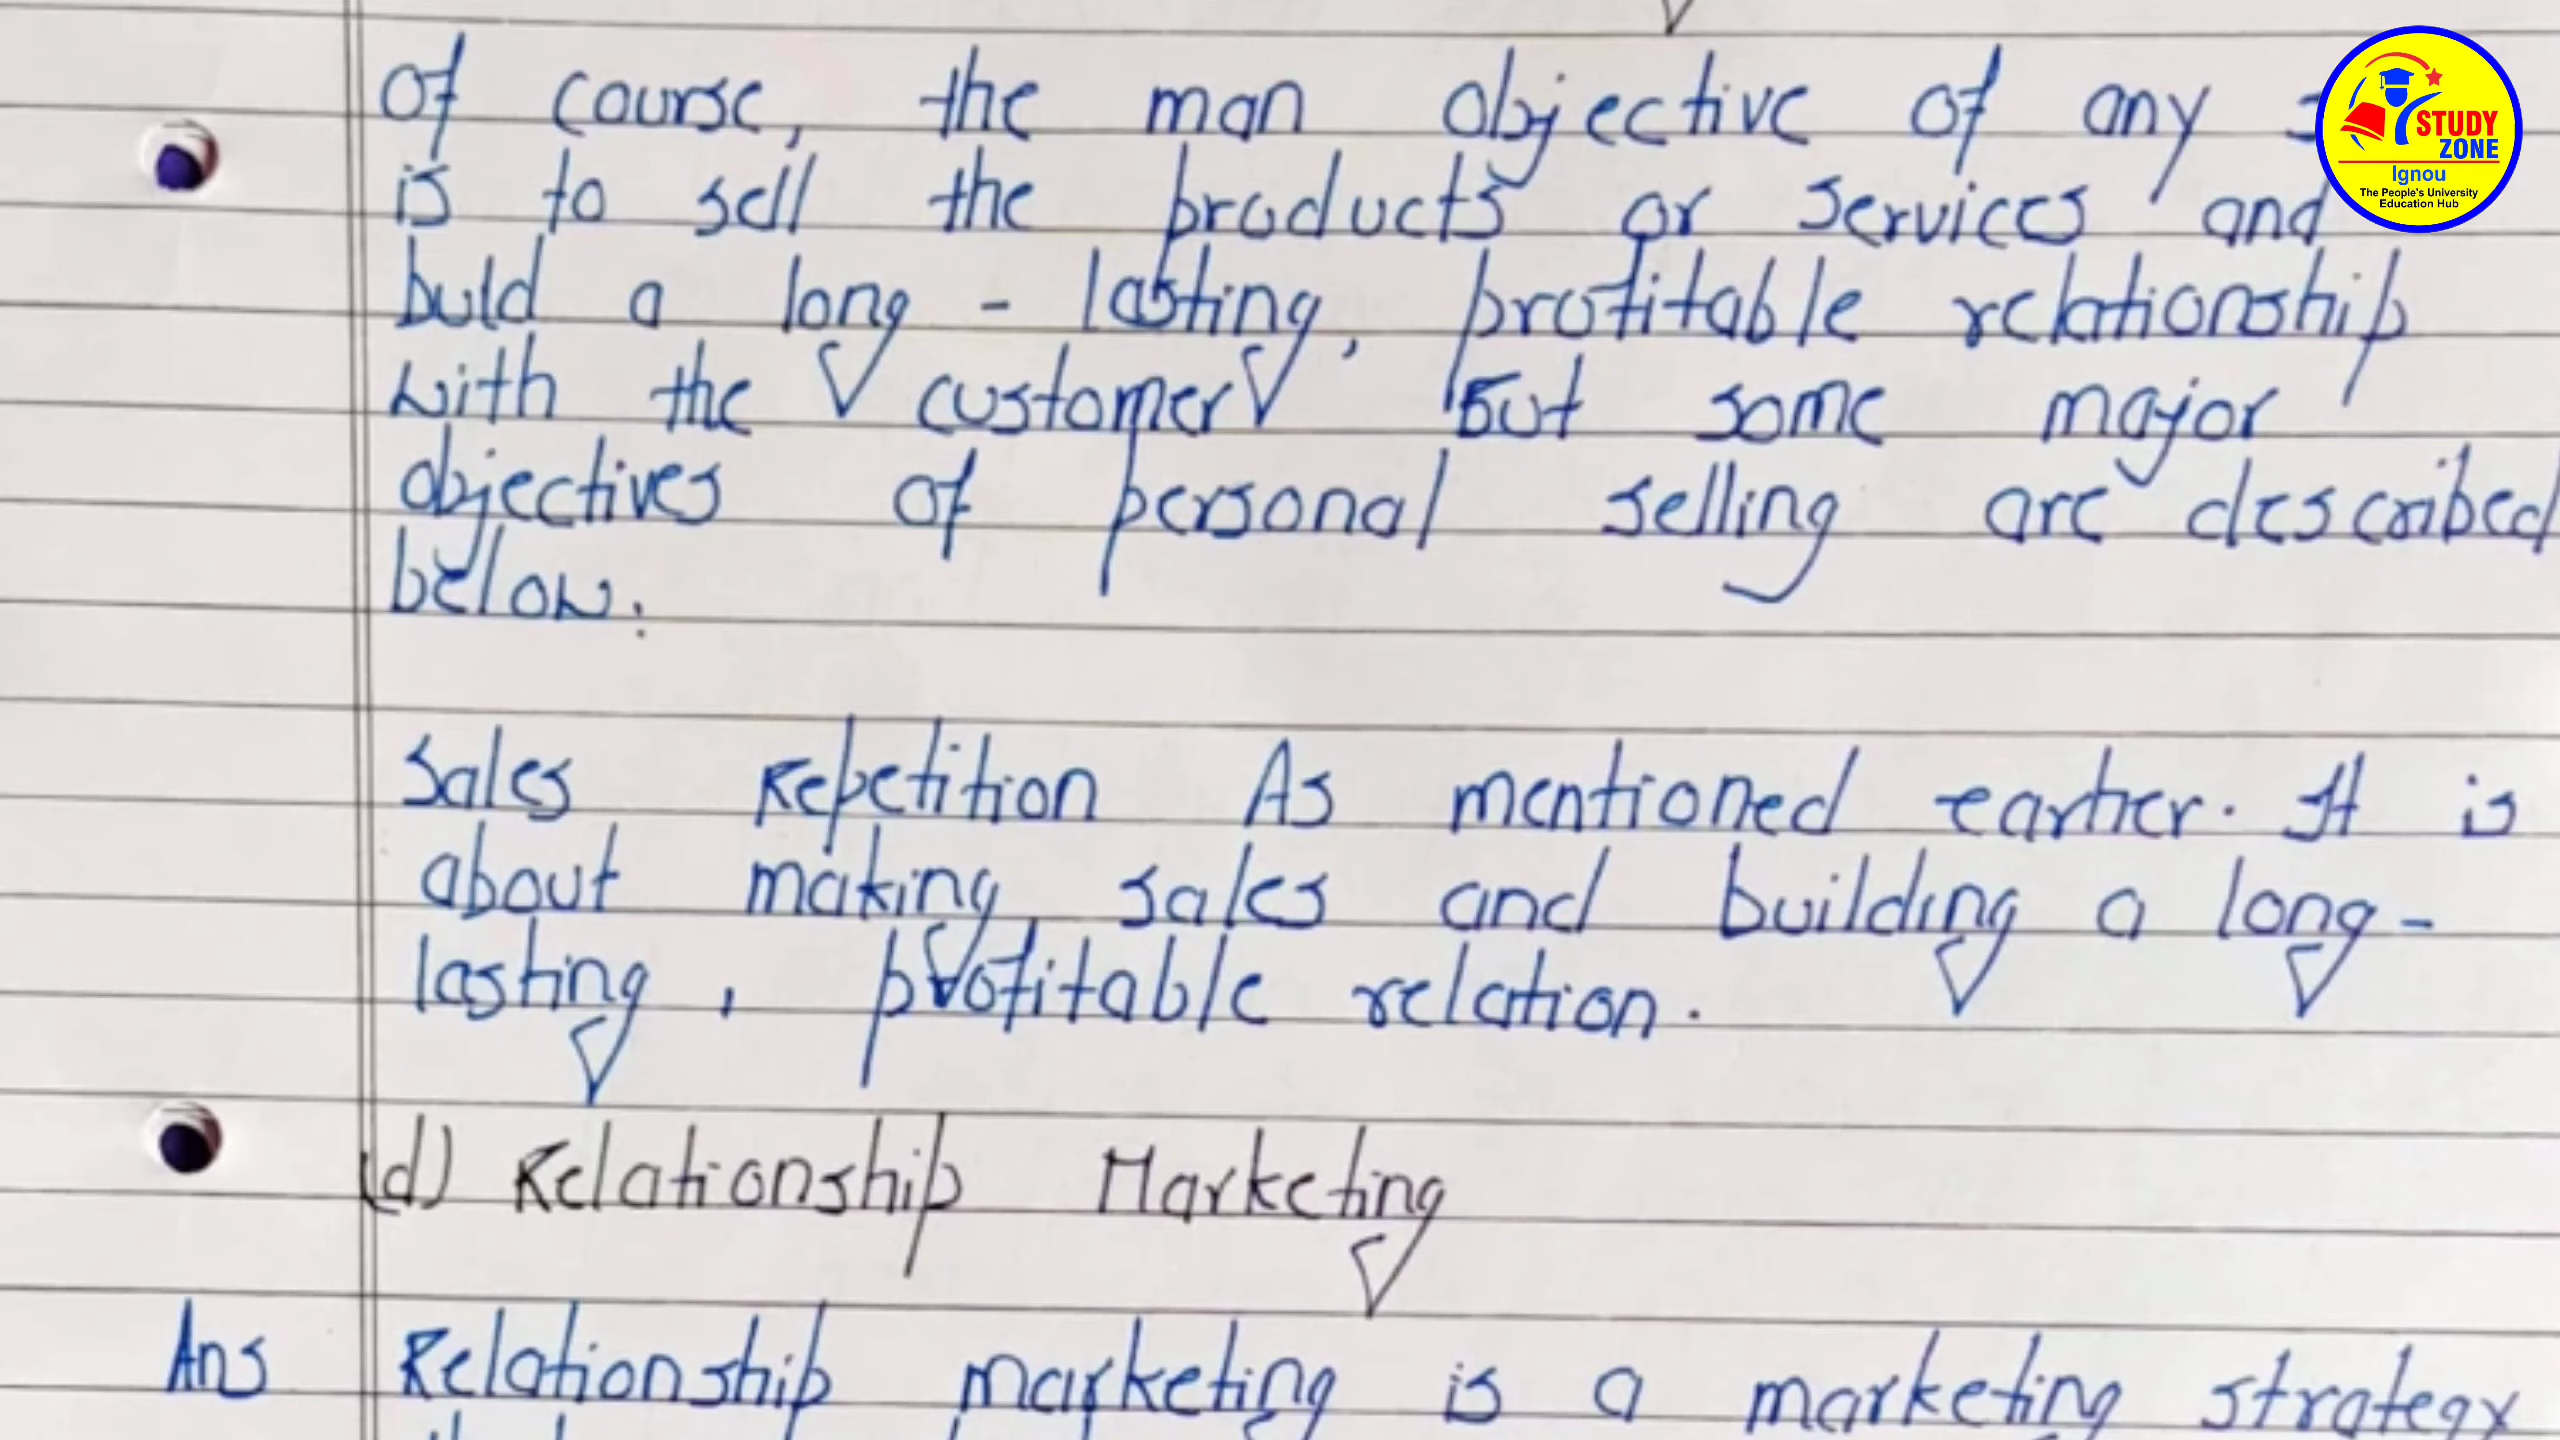 Of course, the man objective of any
is to sell the products or services and
buld a long - lasting, profitable relationship
with the customer, But some major
objectives of personal selling are described
below.
Sales Repetition As mentioned earlier. It is
about making sales and building a long-
lasting, profitable relation.
(d) Relationship Marketing
Ans Relationship marketing is a marketing strategy
STUDY
ZONE
Ignou
The People's University
Education Hub